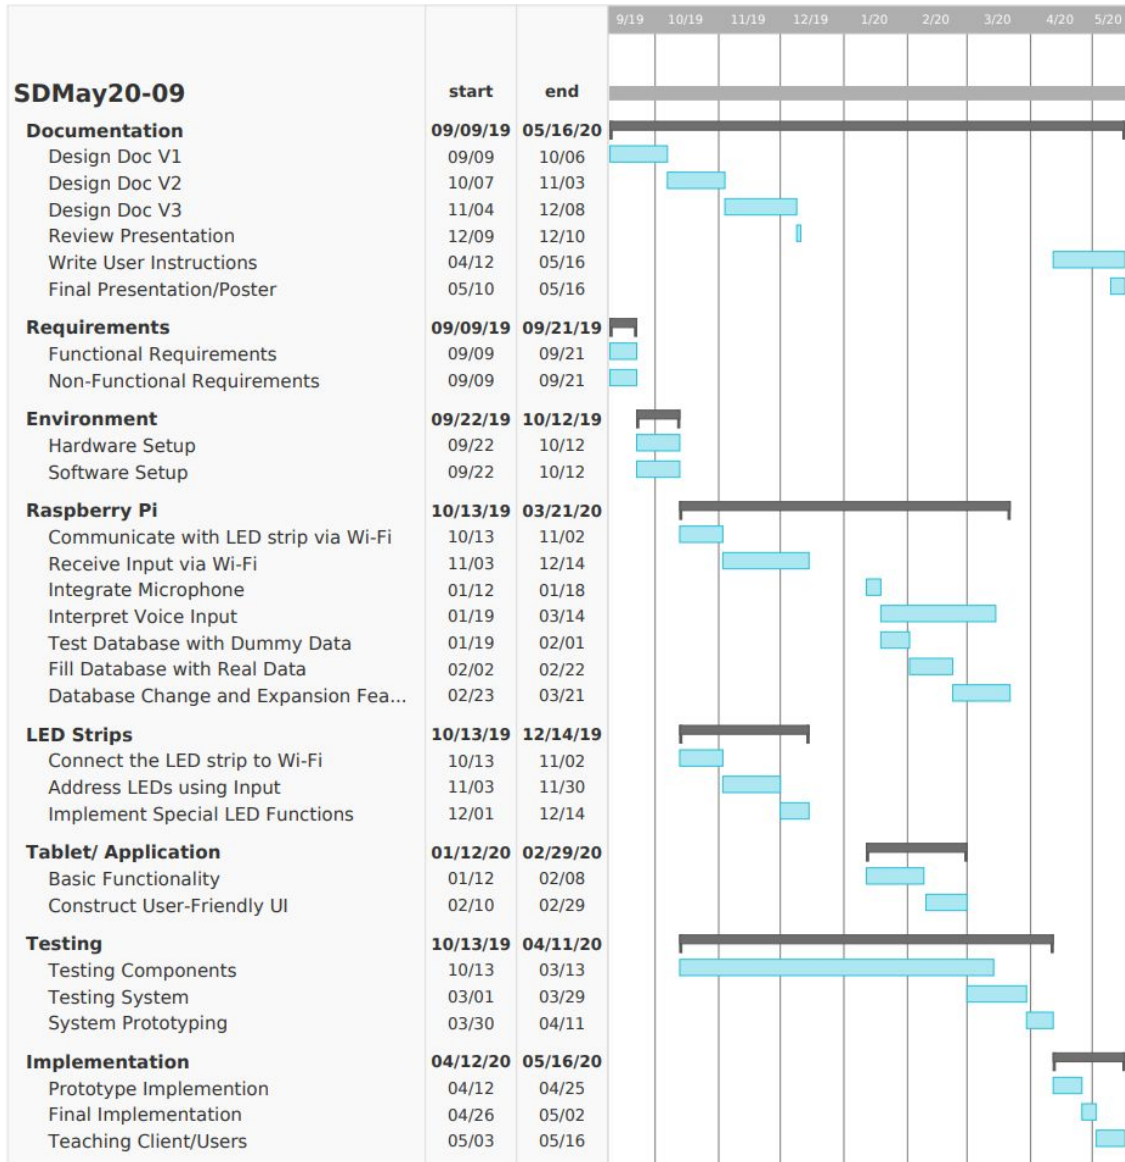 9/19 10/19 11/19 12/19 1/20 2/20 3/20 4/20 5/20
SDMay20-09 start end
Documentation 09/09/19 05/16/20
Design Doc V1 09/09 10/06
Design Doc V2 10/07 11/03
Design Doc V3 11/04 12/08
Review Presentation 12/09 12/10
Write User Instructions 04/12 05/16
Final Presentation/Poster 05/10 05/16
Requirements 09/09/19 09/21/19
Functional Requirements 09/09 09/21
Non-Functional Requirements 09/09 09/21
Environment 09/22/19 10/12/19
Hardware Setup 09/22 10/12
Software Setup 09/22 10/12
Raspberry Pi 10/13/19 03/21/20
Communicate with LED strip via Wi-Fi 10/13 11/02
Receive Input via Wi-Fi 11/03 12/14
Integrate Microphone 01/12 01/18
Interpret Voice Input 01/19 03/14
Test Database with Dummy Data 01/19 02/01
Fill Database with Real Data 02/02 02/22
Database Change and Expansion Fea... 02/23 03/21
LED Strips 10/13/19 12/14/19
Connect the LED strip to Wi-Fi 10/13 11/02
Address LEDs using Input 11/03 11/30
Implement Special LED Functions 12/01 12/14
Tablet/ Application 01/12/20 02/29/20
Basic Functionality 01/12 02/08
Construct User-Friendly UI 02/10 02/29
Testing 10/13/19 04/11/20
Testing Components 10/13 03/13
Testing System 03/01 03/29
System Prototyping 03/30 04/11
Implementation 04/12/20 05/16/20
Prototype Implemention 04/12 04/25
Final Implementation 04/26 05/02
Teaching Client/Users 05/03 05/16